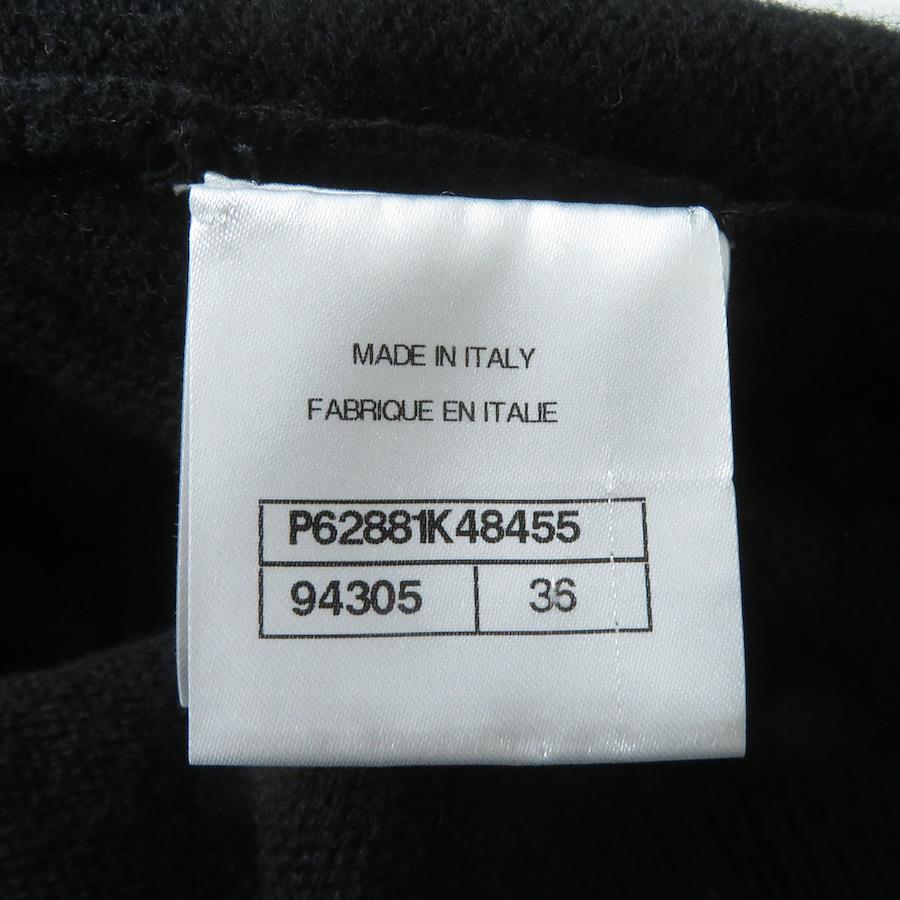 MADE IN ITALY
FABRIQUE EN ITALIE
P62881K48455
94305 36